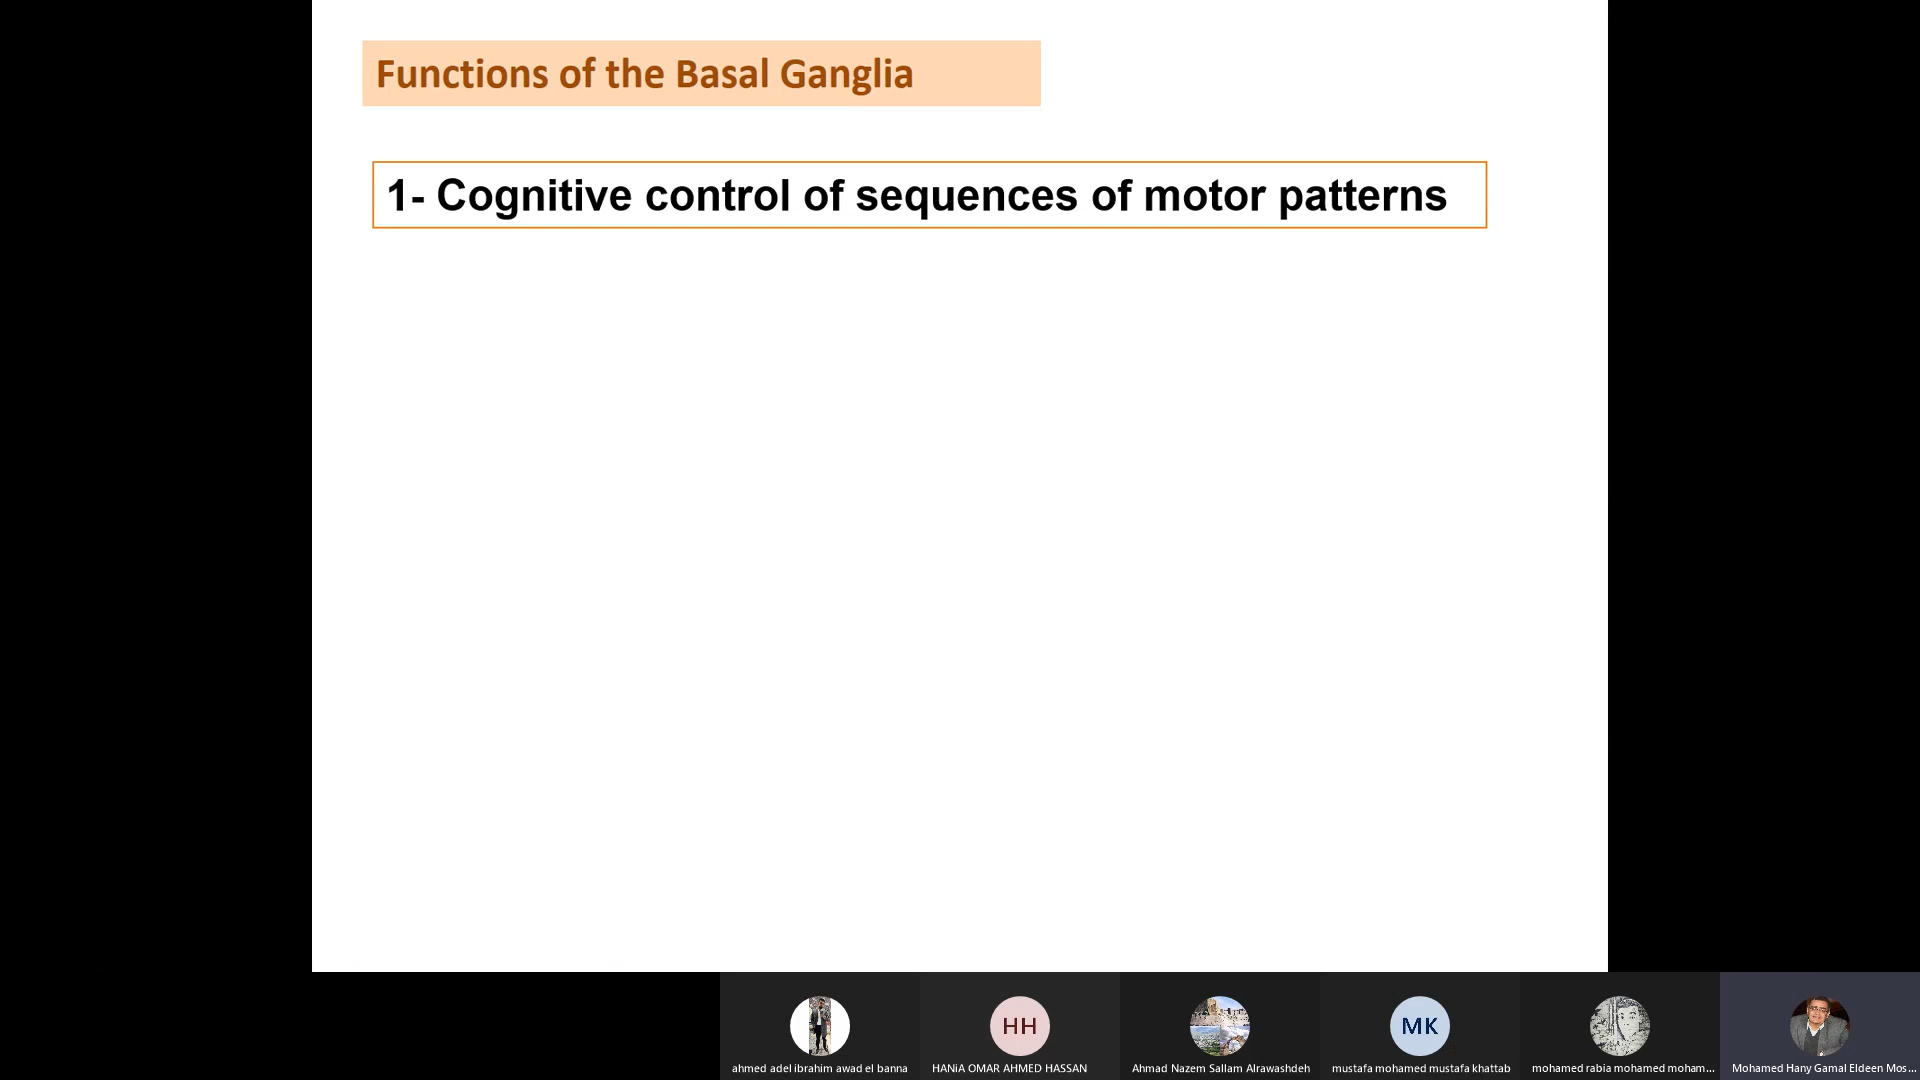 Functions of the Basal Ganglia
1- Cognitive control of sequences of motor patterns
HH
MK
ahmed adel ibrahim awad el banna
HANiA OMAR AHMED HASSAN
Ahmad Nazem Sallam Alrawashdeh
mustafa mohamed mustafa khattab
mohamed rabia mohamed moham...
Mohamed Hany Gamal Eldeen Mos...